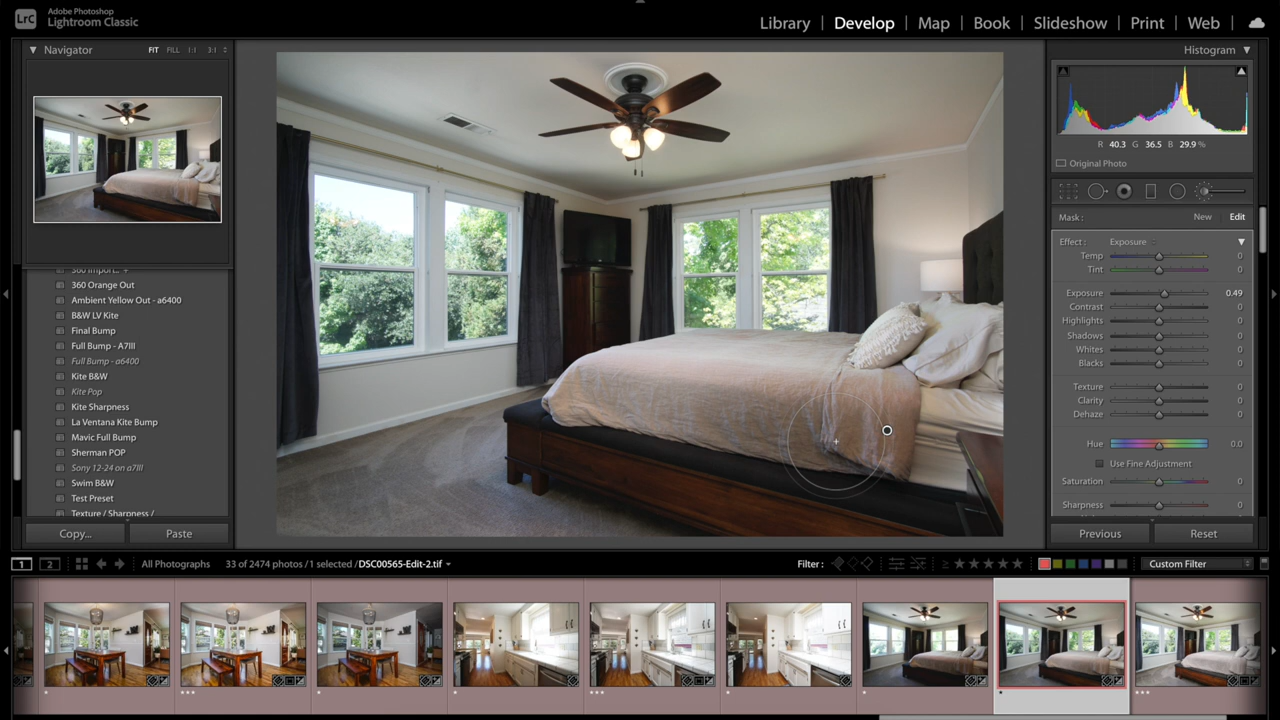 LrC
Adobe Photoshop
Lightroom Classic
Library | Develop | Map | Book | Slideshow | Print | Web
Navigator FIT FILL 1:1 3:1
Histogram
R 40.3 G 36.5 B 29.9 %
Original Photo
Mask : New Edit
Effect : Exposure
Temp 0
Tint 0
Exposure 0.49
Contrast 0
Highlights 0
Shadows 0
Whites 0
Blacks 0
Texture 0
Clarity 0
Dehaze 0
Hue 0.0
Use Fine Adjustment
Saturation 0
Sharpness 0
360 Orange Out
Ambient Yellow Out - a6400
B&W LV Kite
Final Bump
Full Bump - A7III
Full Bump - a6400
Kite B&W
Kite Pop
Kite Sharpness
La Ventana Kite Bump
Mavic Full Bump
Sherman POP
Sony 12-24 on a7III
Swim B&W
Test Preset
Texture / Sharpness /
Copy... Paste
Previous Reset
1 2 All Photographs 33 of 2474 photos / 1 selected / DSC00565-Edit-2.tif Filter : Custom Filter